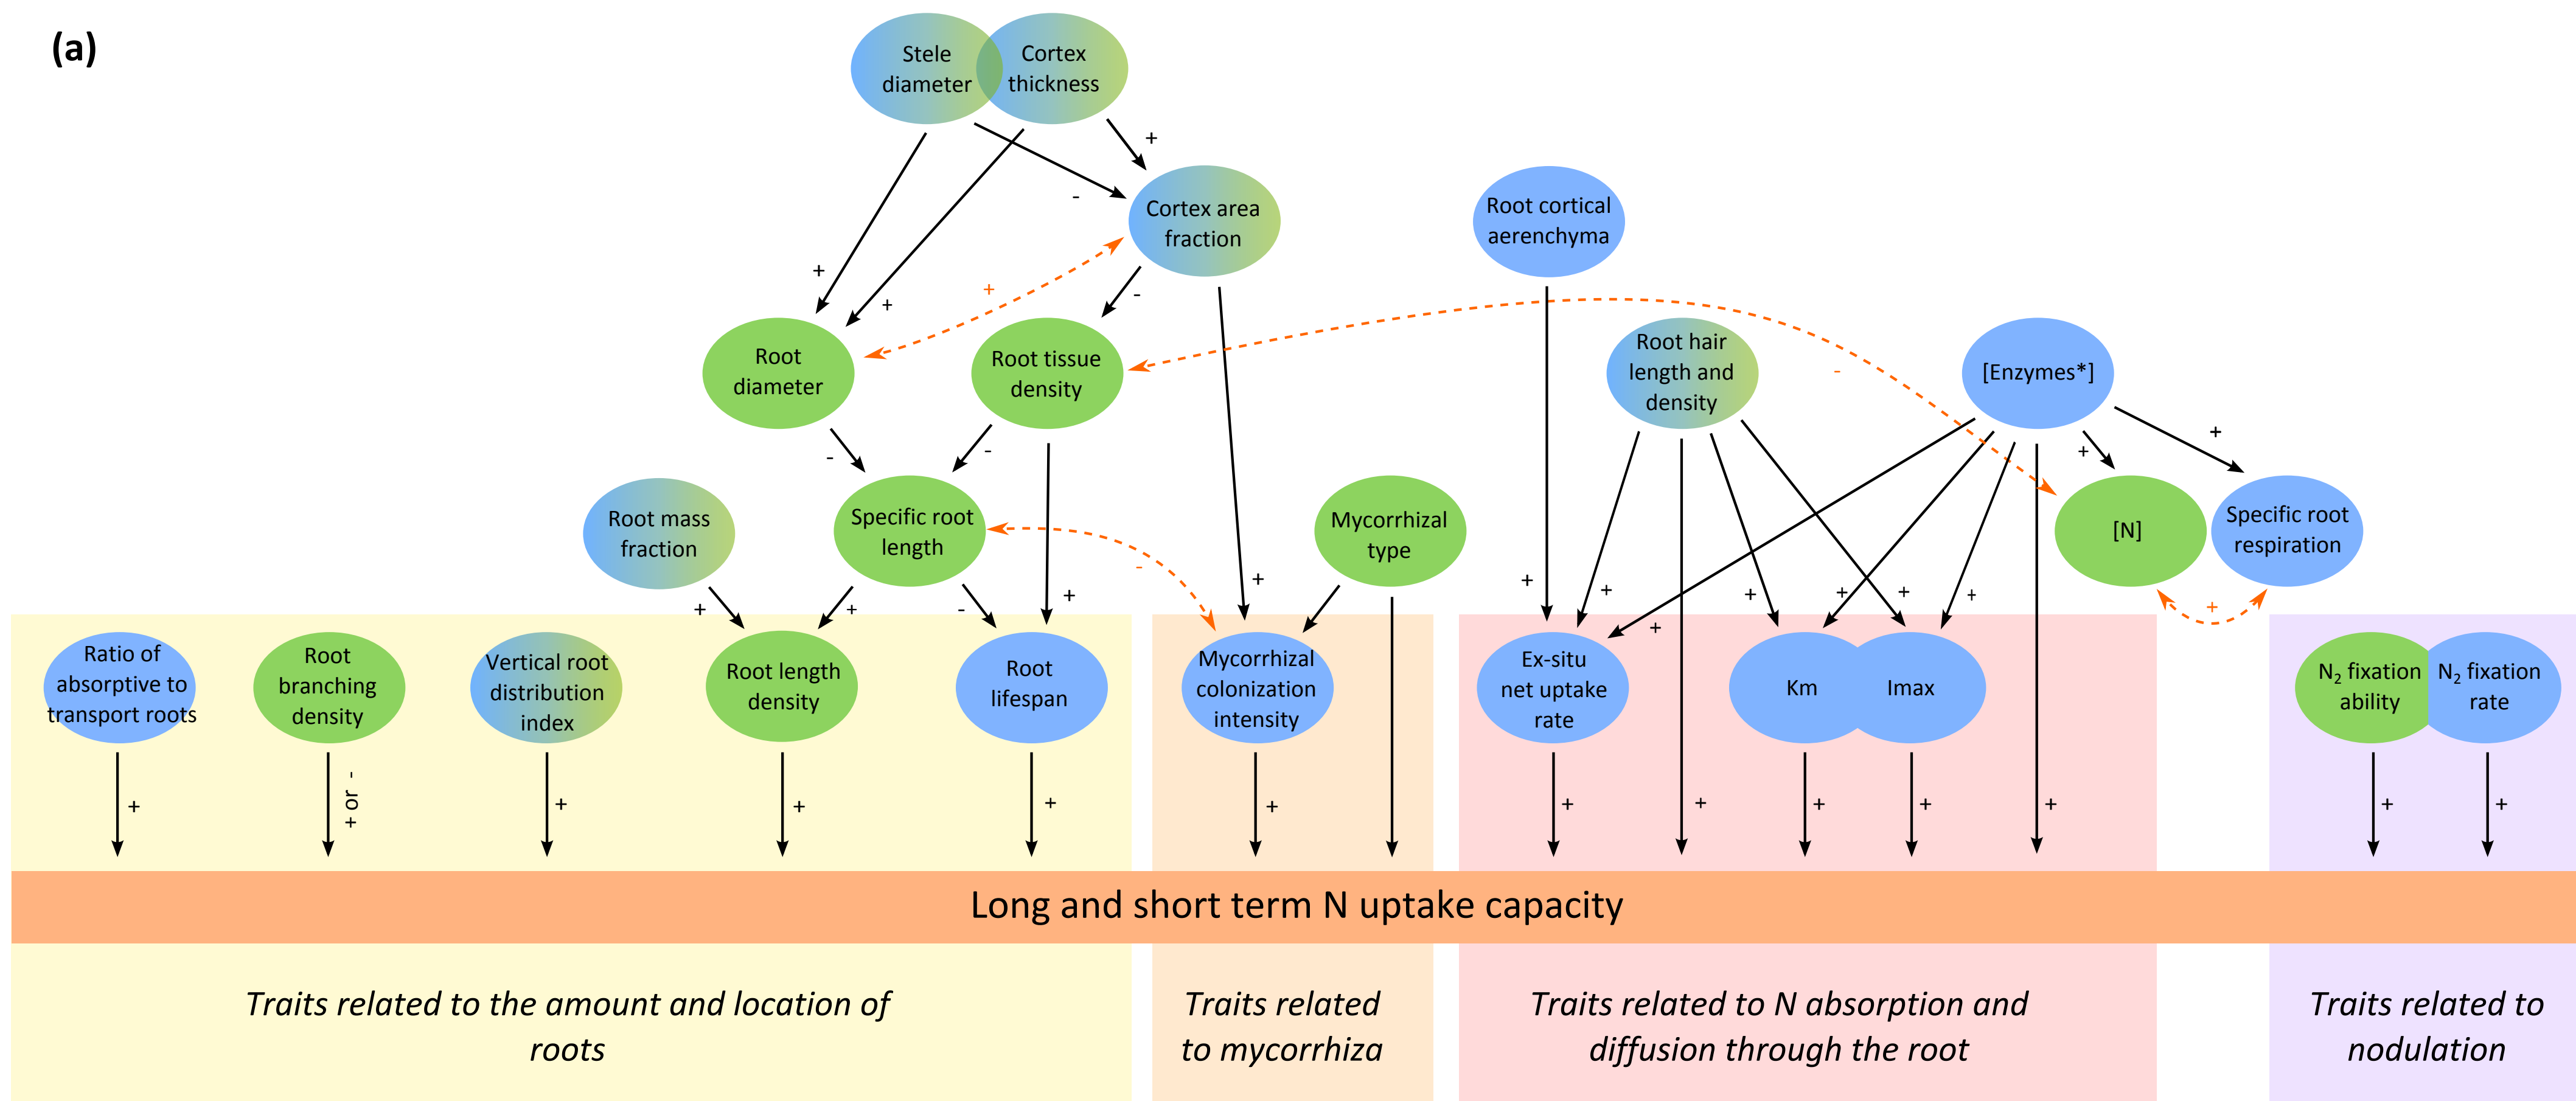 (a)
Stele
diameter
Cortex
thickness
+
-
Cortex area
fraction
Root cortical
aerenchyma
+
+
+
-
Root
diameter
Root tissue
density
Root hair
length and
density
[Enzymes*]
-
-
-
+
+
Root mass
fraction
Specific root
length
Mycorrhizal
type
[N]
Specific root
respiration
-
+
+
-
+
+
+
+
+
+
+
+
+
+
Ratio of
absorptive to
transport roots
Root
branching
density
Vertical root
distribution
index
Root length
density
Root
lifespan
Mycorrhizal
colonization
intensity
Ex-situ
net uptake
rate
Km
Imax
N₂ fixation
ability
N₂ fixation
rate
+
+ or -
+
+
+
+
+
+
+
+
+
+
+
Long and short term N uptake capacity
Traits related to the amount and location of
roots
Traits related
to mycorrhiza
Traits related to N absorption and
diffusion through the root
Traits related to
nodulation